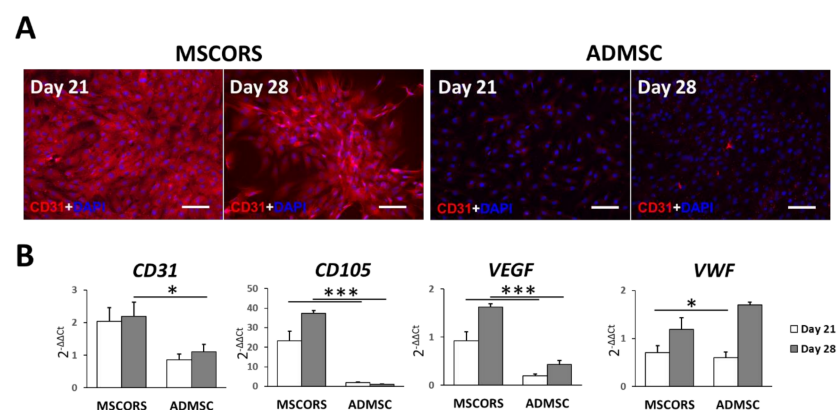 A
MSCORS ADMSC
Day 21 Day 28 Day 21 Day 28
CD31+DAPI CD31+DAPI CD31+DAPI CD31+DAPI
B
CD31 CD105 VEGF VWF
* *** *** *
3 50 2 2
40
2 30 1 1
1 20
10
0 0 0 0
2-ΔΔCt 2-ΔΔCt 2-ΔΔCt 2-ΔΔCt
Day 21
Day 28
MSCORS ADMSC MSCORS ADMSC MSCORS ADMSC MSCORS ADMSC